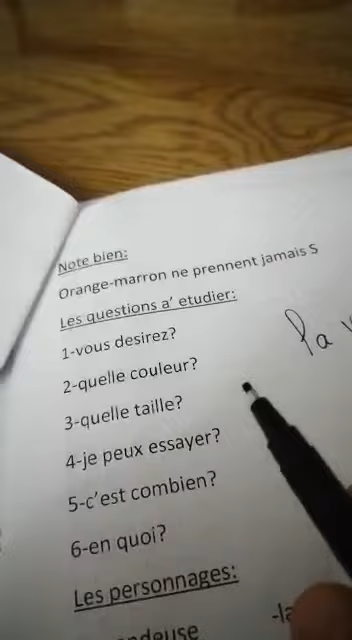 Note bien:
Orange-marron ne prennent jamais S
Les questions a' etudier:
1-vous desirez?
2-quelle couleur?
3-quelle taille?
4-je peux essayer?
5-c'est combien?
6-en quoi?
Les personnages: